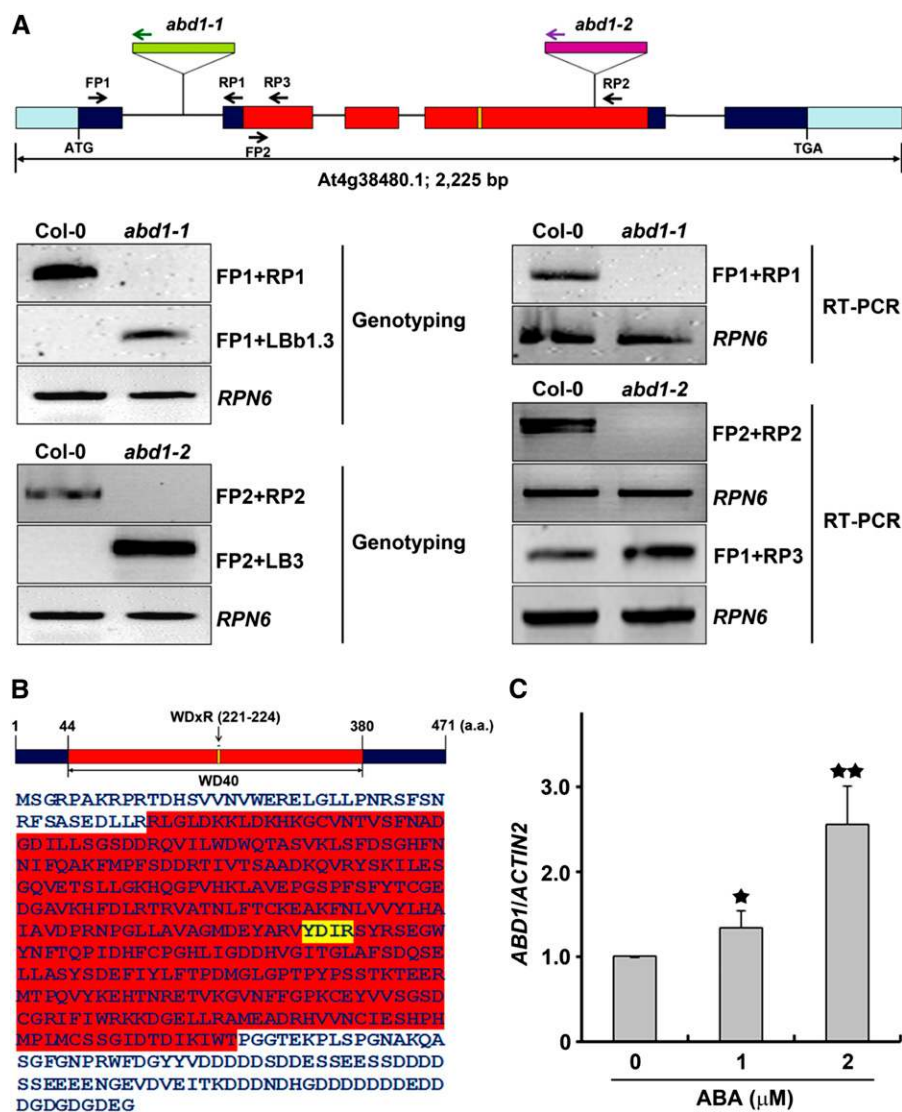 A
abd1-1
abd1-2
FP1
RP1
RP3
RP2
ATG
FP2
TGA
At4g38480.1; 2,225 bp
Col-0 abd1-1
FP1+RP1
FP1+LBb1.3
RPN6
Genotyping
Col-0 abd1-2
FP2+RP2
FP2+LB3
RPN6
Genotyping
Col-0 abd1-1
FP1+RP1
RPN6
RT-PCR
Col-0 abd1-2
FP2+RP2
RPN6
FP1+RP3
RPN6
RT-PCR
B
WDxR (221-224)
1 44 380 471 (a.a.)
WD40
MSGRPAKRPRTDHSVVNVWERELGLLPNRSFSN
RFSASEDLLRRLGLDKKLDKHKGCVNTVSFNAD
GDILLSGSDDRQVILWDWQTASVKLSFDSGHFN
NIFQAKFMPFSDDRTIVTSAADKQVRYSKILES
GQVETSLLGKHQGPVHKLAVEPGSPFSFYTCGE
DGAVKHFDLRTRVATNLFTCKEAKFNLVVYLHA
IAVDPRNPGLLAVAGMDEYARVYDIRSYRSEGW
YNFTQPIDHFCPGHLIGDDHVGITGLAFSDQSE
LLASYSDEFIYLFTPDMGLGPTPYPSSTKTEER
MTPQVYKEHTNRETVKGVNFFGPKCEYVVSGSD
CGRIFIWRKKDGELLRAMEADRHVVNCIESHPH
MPLMCSSGIDTDIKIWTPGGTEKPLSPGNAKQA
SGFGNPRWFDGYYVDDDDDSDDESSEESSDDDD
SSEEEENGEVDVEITKDDDNDHGDDDDDDDEDD
DGDGDGDEG
C
ABD1/ACTIN2
3.0
2.0
1.0
0
★
★★
0 1 2
ABA (μM)